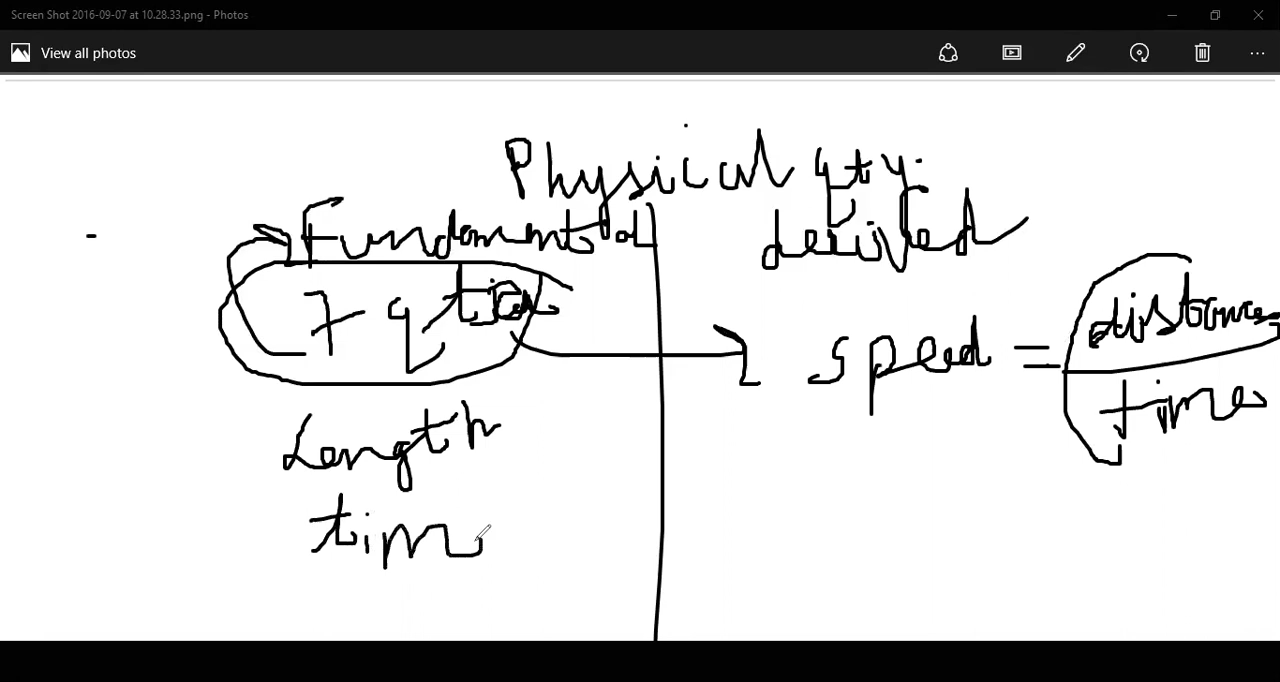 Screen Shot 2016-09-07 at 10.28.33.png - Photos
View all photos
Physical qty.
Fundamental
derived
7 qties
speed = distance
time
Length
tim